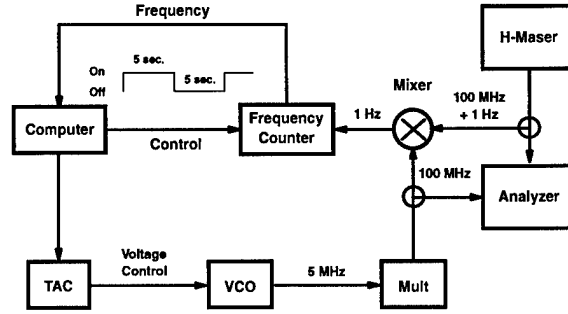 Frequency
H-Maser
5 sec.
On
5 sec.
Off
Mixer
Computer
Control
Frequency
Counter
1 Hz
100 MHz
+ 1 Hz
100 MHz
Analyzer
TAC
Voltage
Control
VCO
5 MHz
Mult